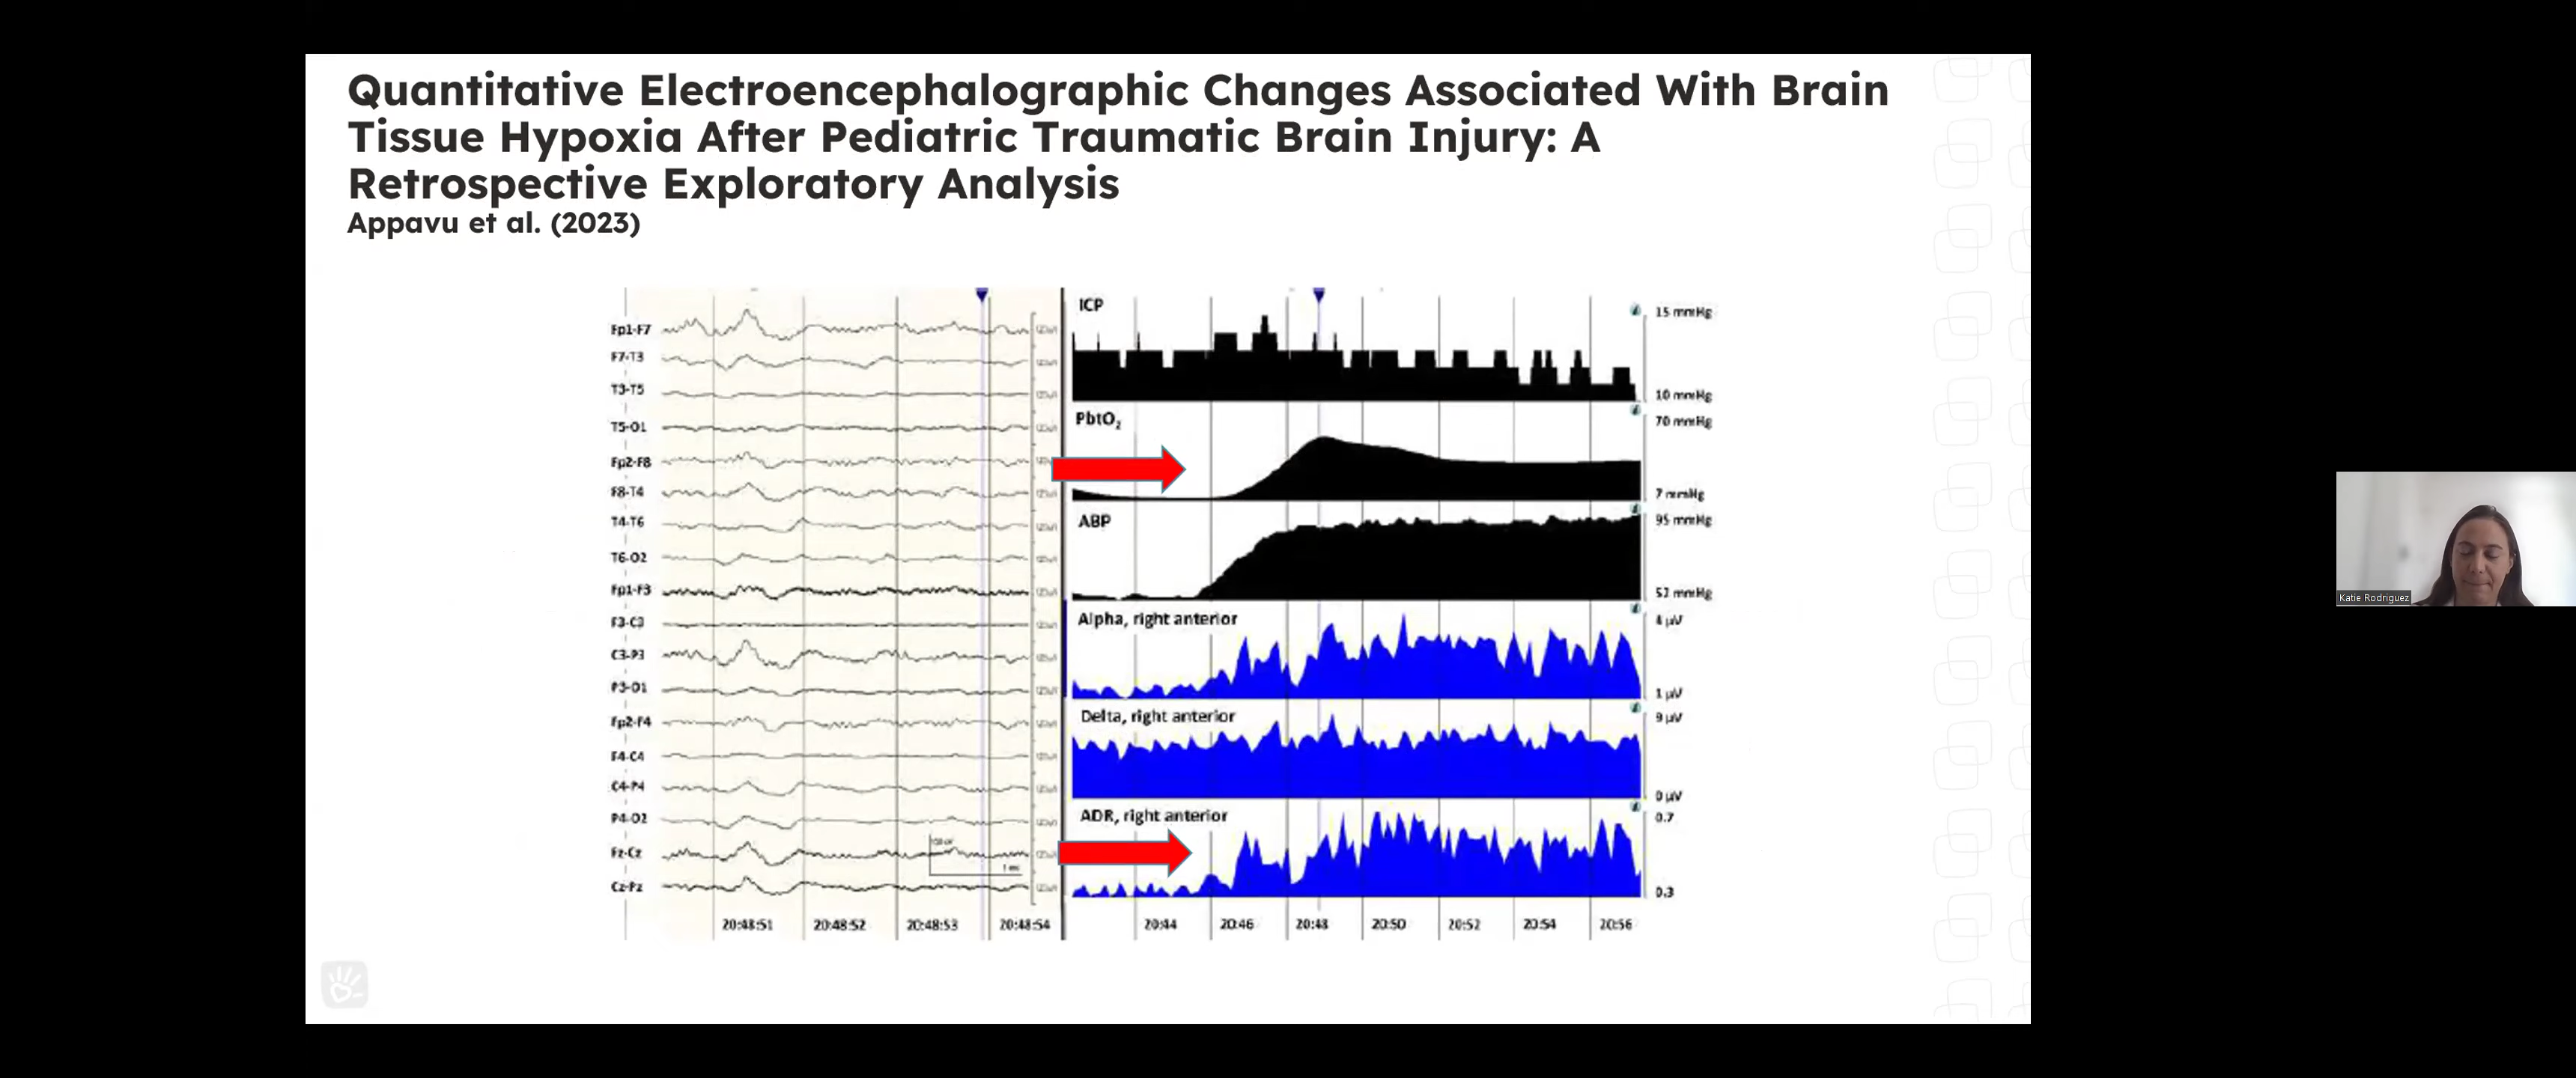 Quantitative Electroencephalographic Changes Associated With Brain
Tissue Hypoxia After Pediatric Traumatic Brain Injury: A
Retrospective Exploratory Analysis
Appavu et al. (2023)
Fp1-F7
F7-T3
T3-T5
T5-O1
Fp2-F8
F8-T4
T4-T6
T6-O2
Fp1-F3
F3-C3
C3-P3
P3-O1
Fp2-F4
F4-C4
C4-P4
P4-O2
Fz-Cz
Cz-Pz
1 sec
20:48:51 20:48:52 20:48:53 20:48:54
ICP
15 mmHg
10 mmHg
PbtO₂
70 mmHg
7 mmHg
ABP
95 mmHg
52 mmHg
Alpha, right anterior
4 µV
1 µV
Delta, right anterior
9 µV
0 µV
ADR, right anterior
0.7
0.3
20:44 20:46 20:48 20:50 20:52 20:54 20:56
Katie Rodriguez